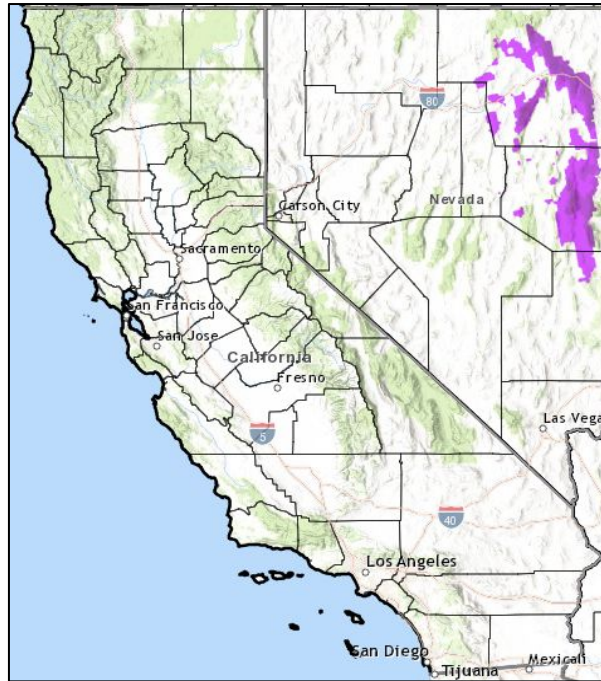 80
Nevada
Carson City
Sacramento
San Francisco
San Jose
California
Fresno
Las Vega
5
40
Los Angeles
San Diego
Tijuana
Mexicali